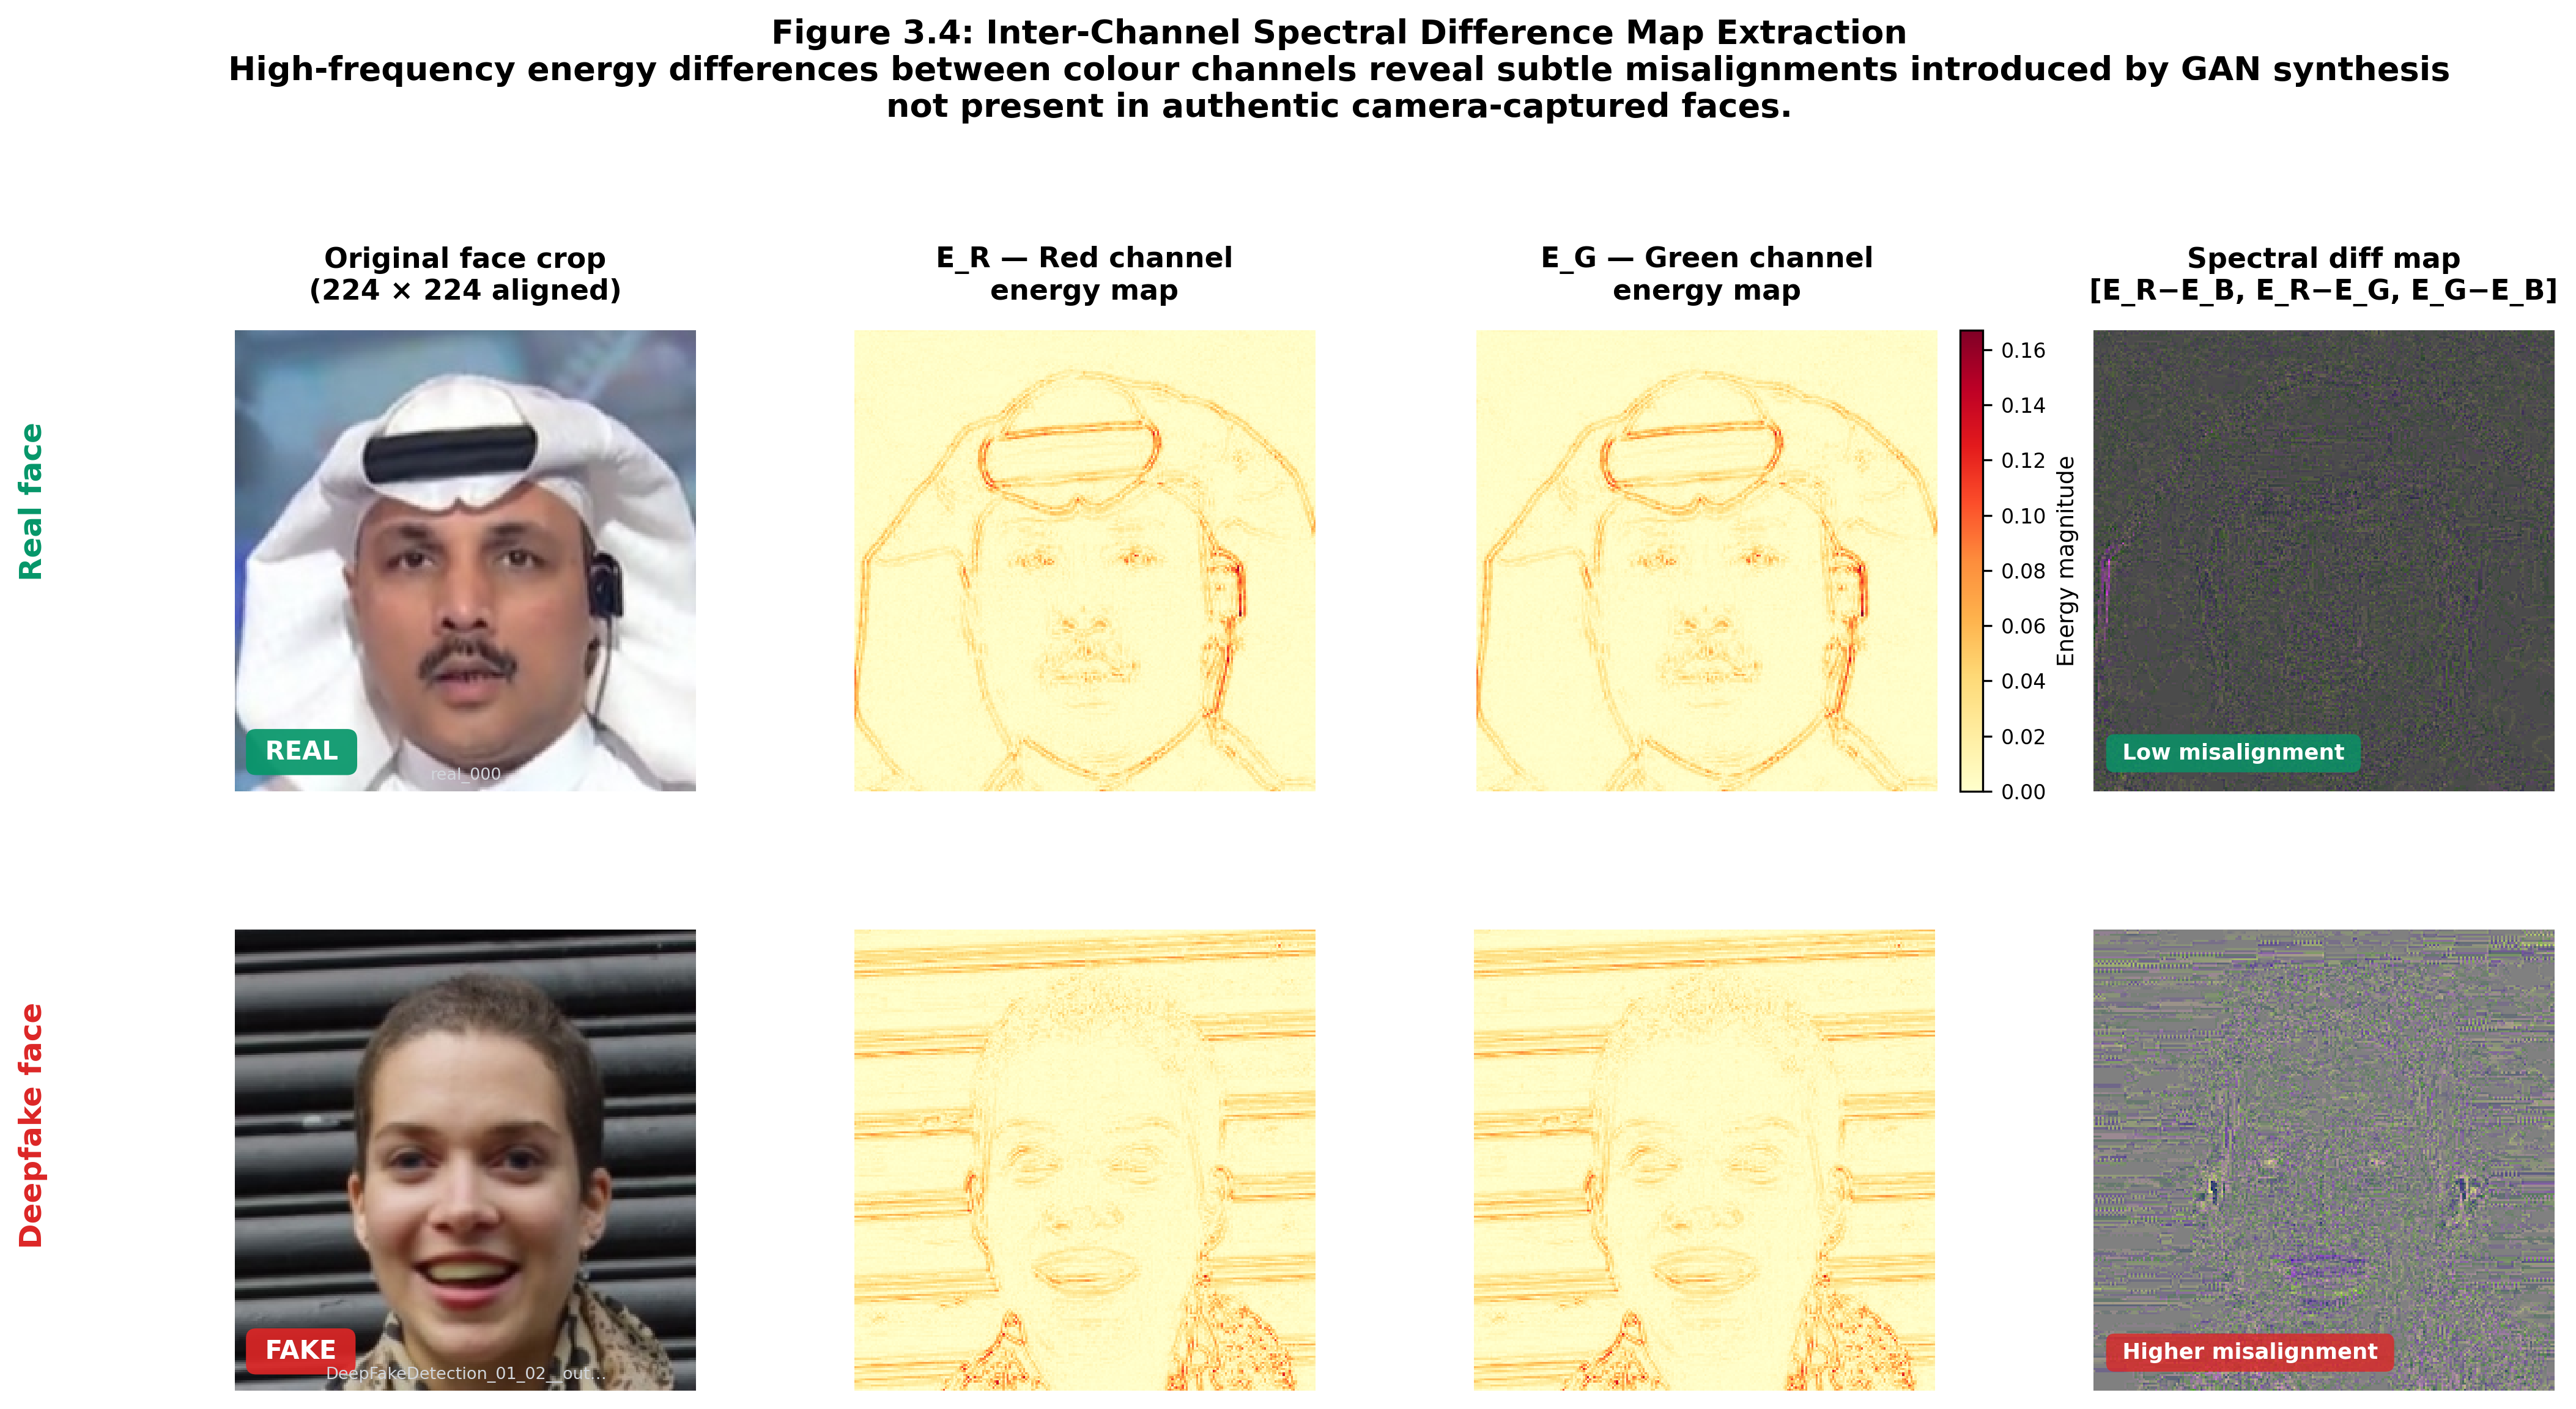 Figure 3.4: Inter-Channel Spectral Difference Map Extraction
High-frequency energy differences between colour channels reveal subtle misalignments introduced by GAN synthesis
not present in authentic camera-captured faces.
Original face crop
(224 × 224 aligned)
E_R — Red channel
energy map
E_G — Green channel
energy map
Spectral diff map
[E_R−E_B, E_R−E_G, E_G−E_B]
Real face
REAL
real_000
0.16
0.14
0.12
0.10
0.08
0.06
0.04
0.02
0.00
Energy magnitude
Low misalignment
Deepfake face
FAKE
DeepFakeDetection_01_02__out...
Higher misalignment